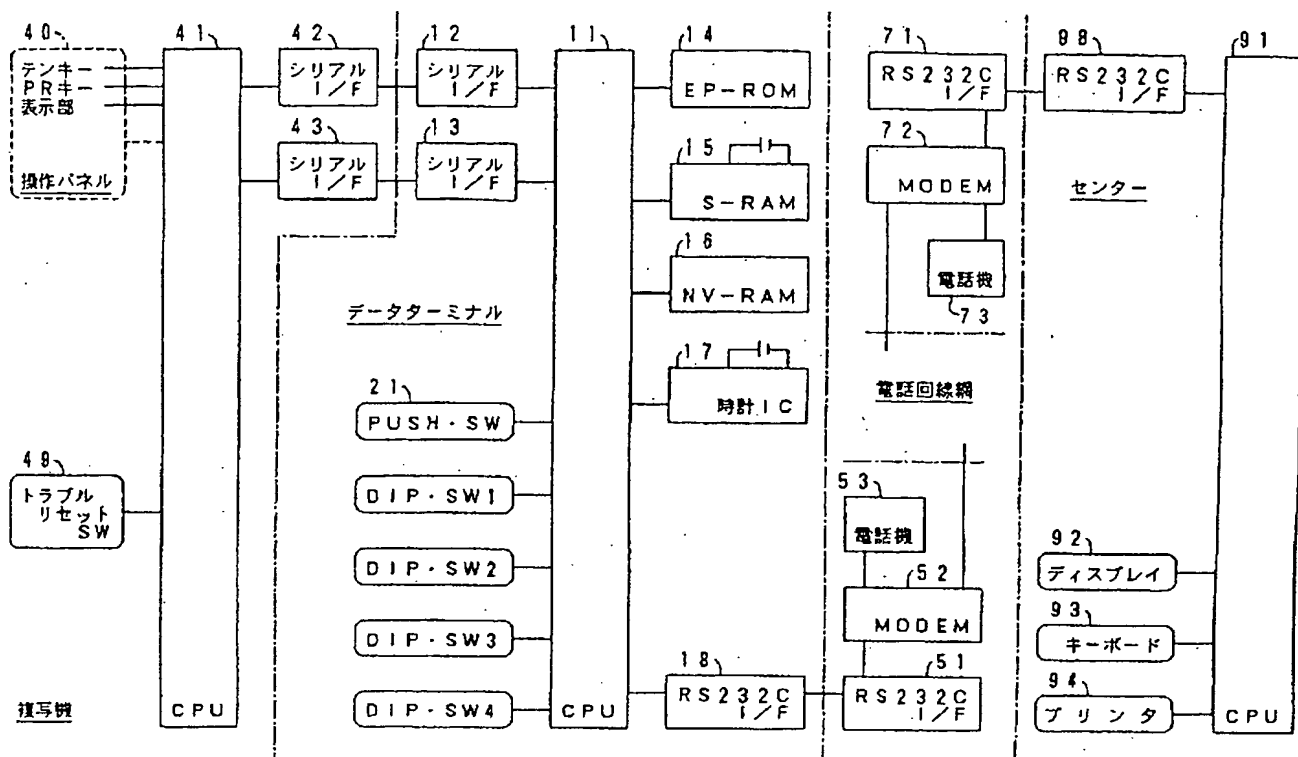 40
テンキー
PRキー
表示部
操作パネル
41
CPU
42
シリアル
I/F
43
シリアル
I/F
49
トラブル
リセット
SW
複写機
12
シリアル
I/F
13
シリアル
I/F
データターミナル
11
CPU
14
EP-ROM
15
S-RAM
16
NV-RAM
17
時計IC
21
PUSH・SW
DIP・SW1
DIP・SW2
DIP・SW3
DIP・SW4
18
RS232C
I/F
71
RS232C
I/F
72
MODEM
電話機
73
電話回線網
53
電話機
52
MODEM
51
RS232C
I/F
98
RS232C
I/F
センター
91
CPU
92
ディスプレイ
93
キーボード
94
プリンタ